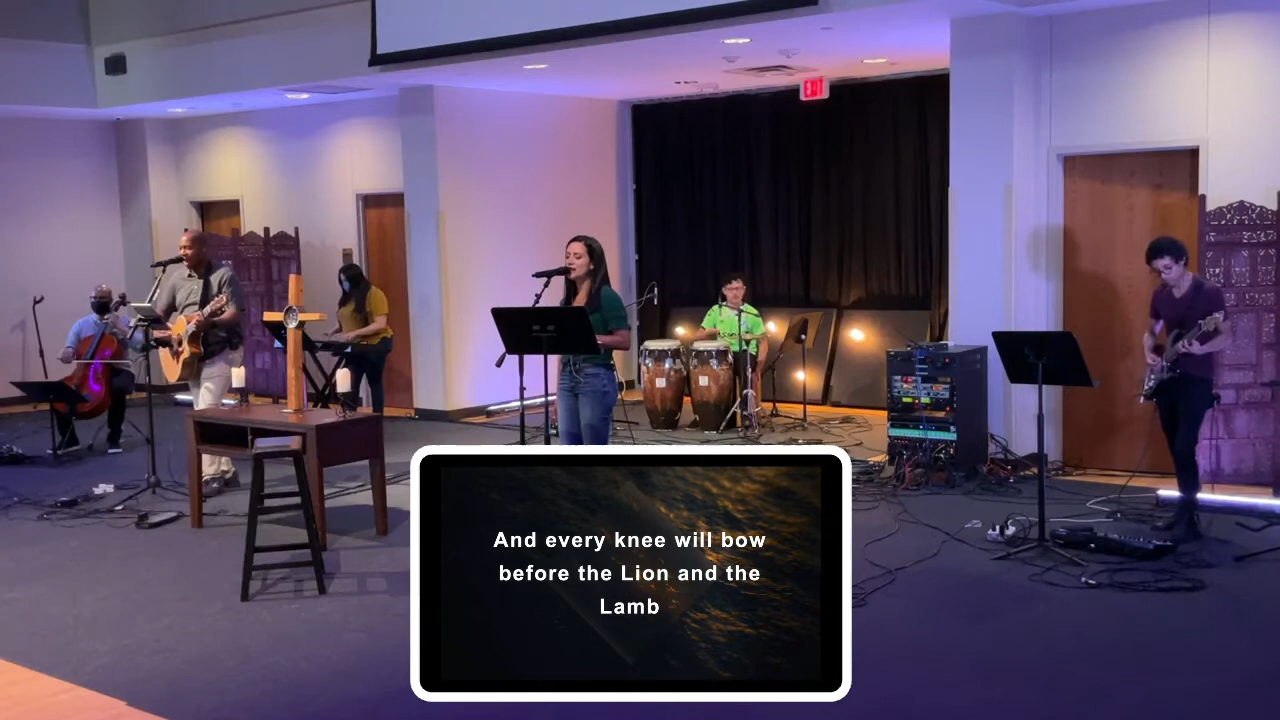 EXIT
And every knee will bow
before the Lion and the
Lamb